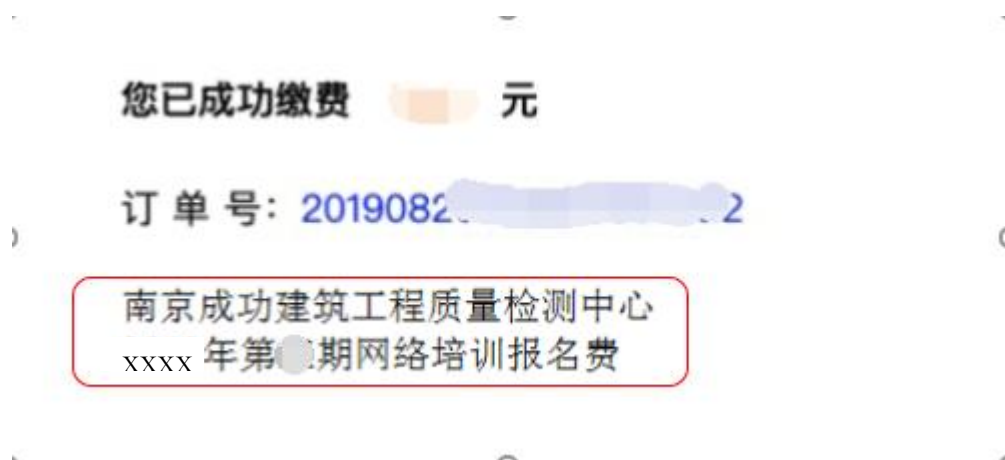 您已成功缴费 元
订 单 号：2019082 2
南京成功建筑工程质量检测中心
xxxx 年第 期网络培训报名费